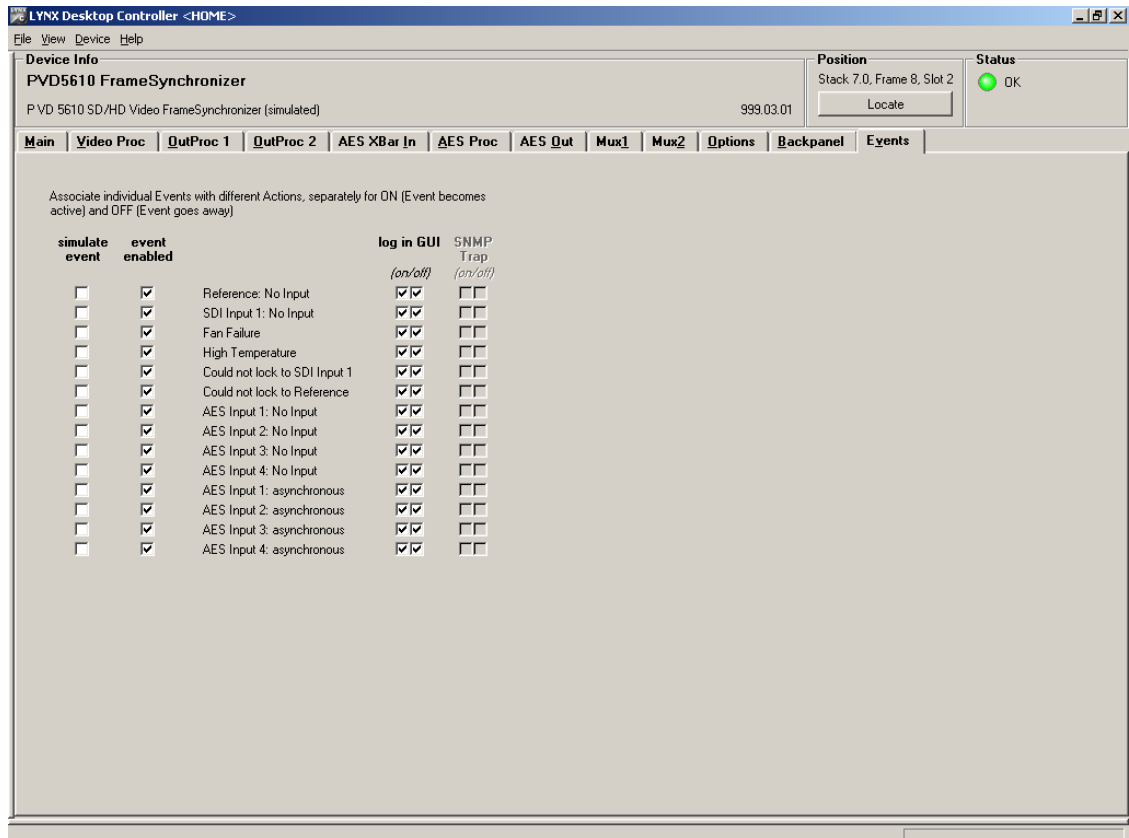 LYNX Desktop Controller <HOME>
File View Device Help
Device Info
PVD5610 FrameSynchronizer
PVD 5610 SD/HD Video FrameSynchronizer (simulated) 999.03.01
Position
Stack 7.0, Frame 8, Slot 2
Locate
Status
OK
Main Video Proc OutProc 1 OutProc 2 AES XBar In AES Proc AES Out Mux1 Mux2 Options Backpanel Events
Associate individual Events with different Actions, separately for ON (Event becomes
active) and OFF (Event goes away)
simulate event log in GUI SNMP
event enabled Trap
(on/off) (on/off)
Reference: No Input
SDI Input 1: No Input
Fan Failure
High Temperature
Could not lock to SDI Input 1
Could not lock to Reference
AES Input 1: No Input
AES Input 2: No Input
AES Input 3: No Input
AES Input 4: No Input
AES Input 1: asynchronous
AES Input 2: asynchronous
AES Input 3: asynchronous
AES Input 4: asynchronous